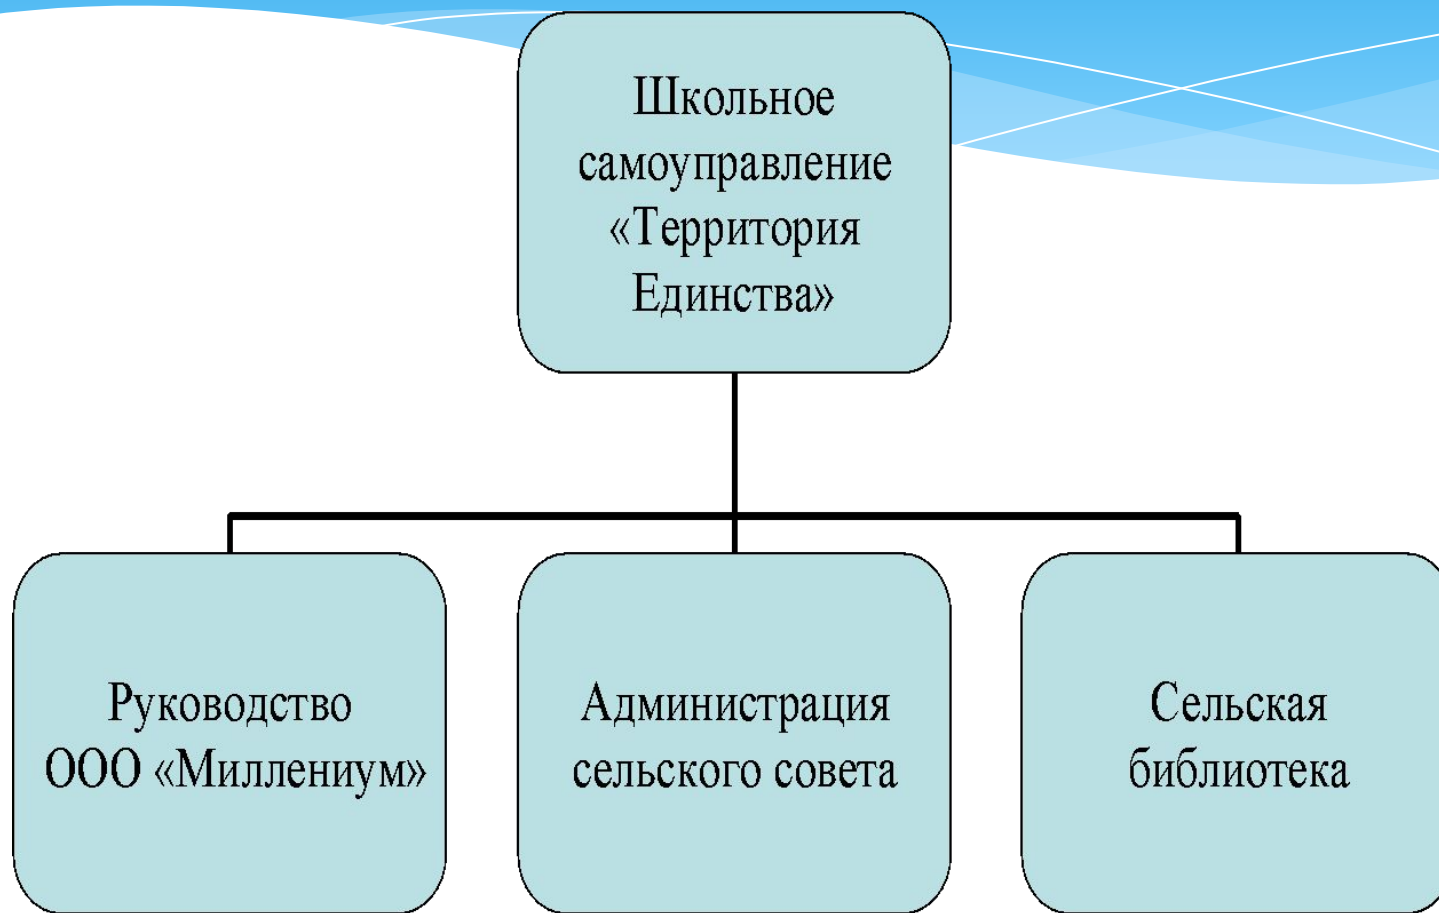 Школьное
самоуправление
«Территория
Единства»
Руководство
ООО «Миллениум»
Администрация
сельского совета
Сельская
библиотека